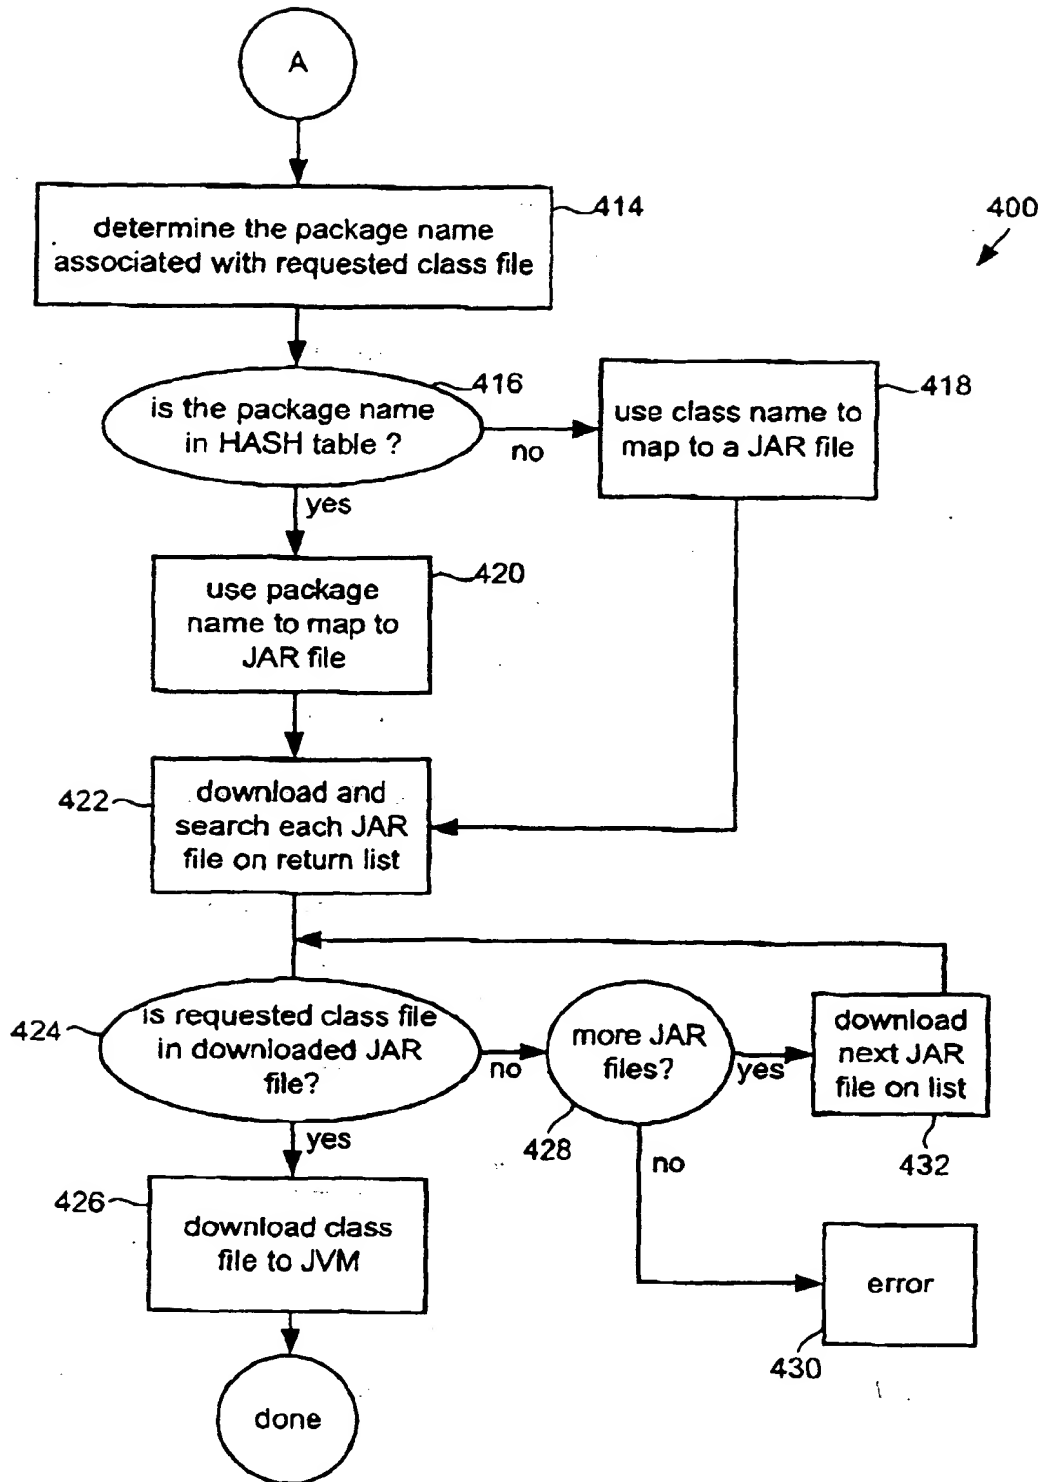 A
determine the package name
associated with requested class file
414
400
is the package name
in HASH table ?
416
no
use class name to
map to a JAR file
418
yes
use package
name to map to
JAR file
420
download and
search each JAR
file on return list
422
is requested class file
in downloaded JAR
file?
424
no
more JAR
files?
428
yes
download
next JAR
file on list
432
no
yes
download class
file to JVM
426
error
430
done